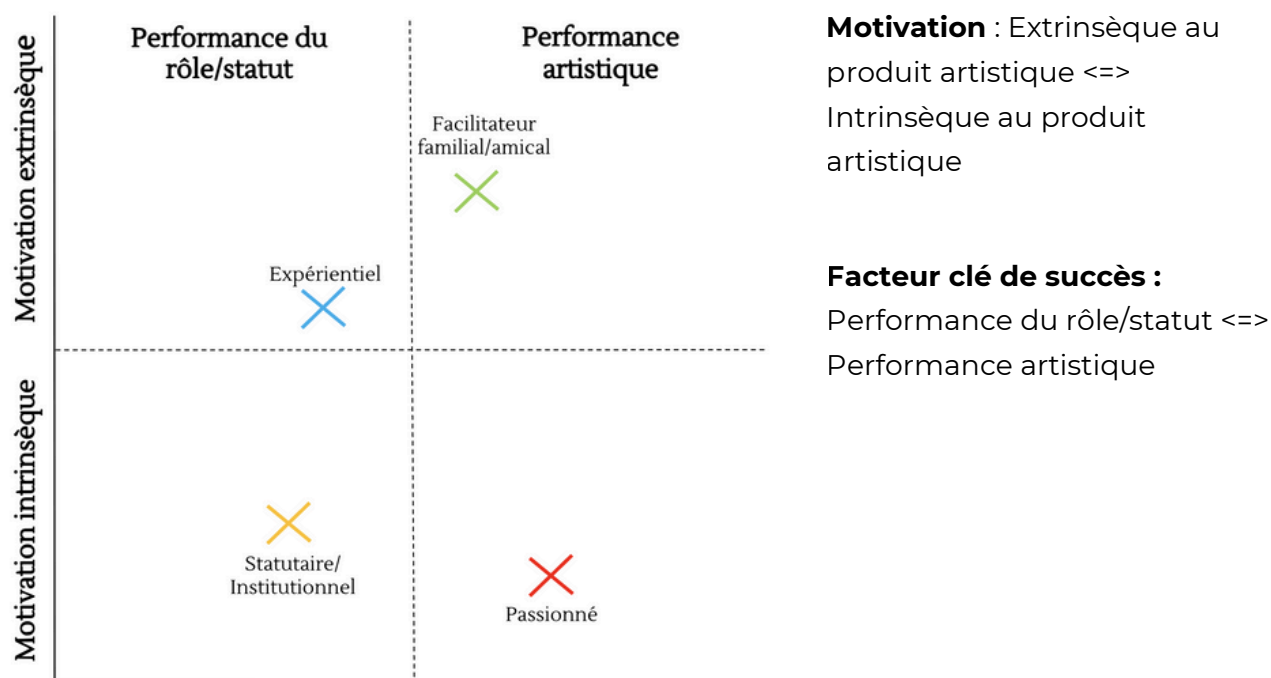 Performance du
rôle/statut
Performance
artistique
Motivation extrinsèque
Facilitateur
familial/amical
Expérientiel
Motivation intrinsèque
Statutaire/
Institutionnel
Passionné
Motivation : Extrinsèque au
produit artistique <=>
Intrinsèque au produit
artistique
Facteur clé de succès :
Performance du rôle/statut <=>
Performance artistique